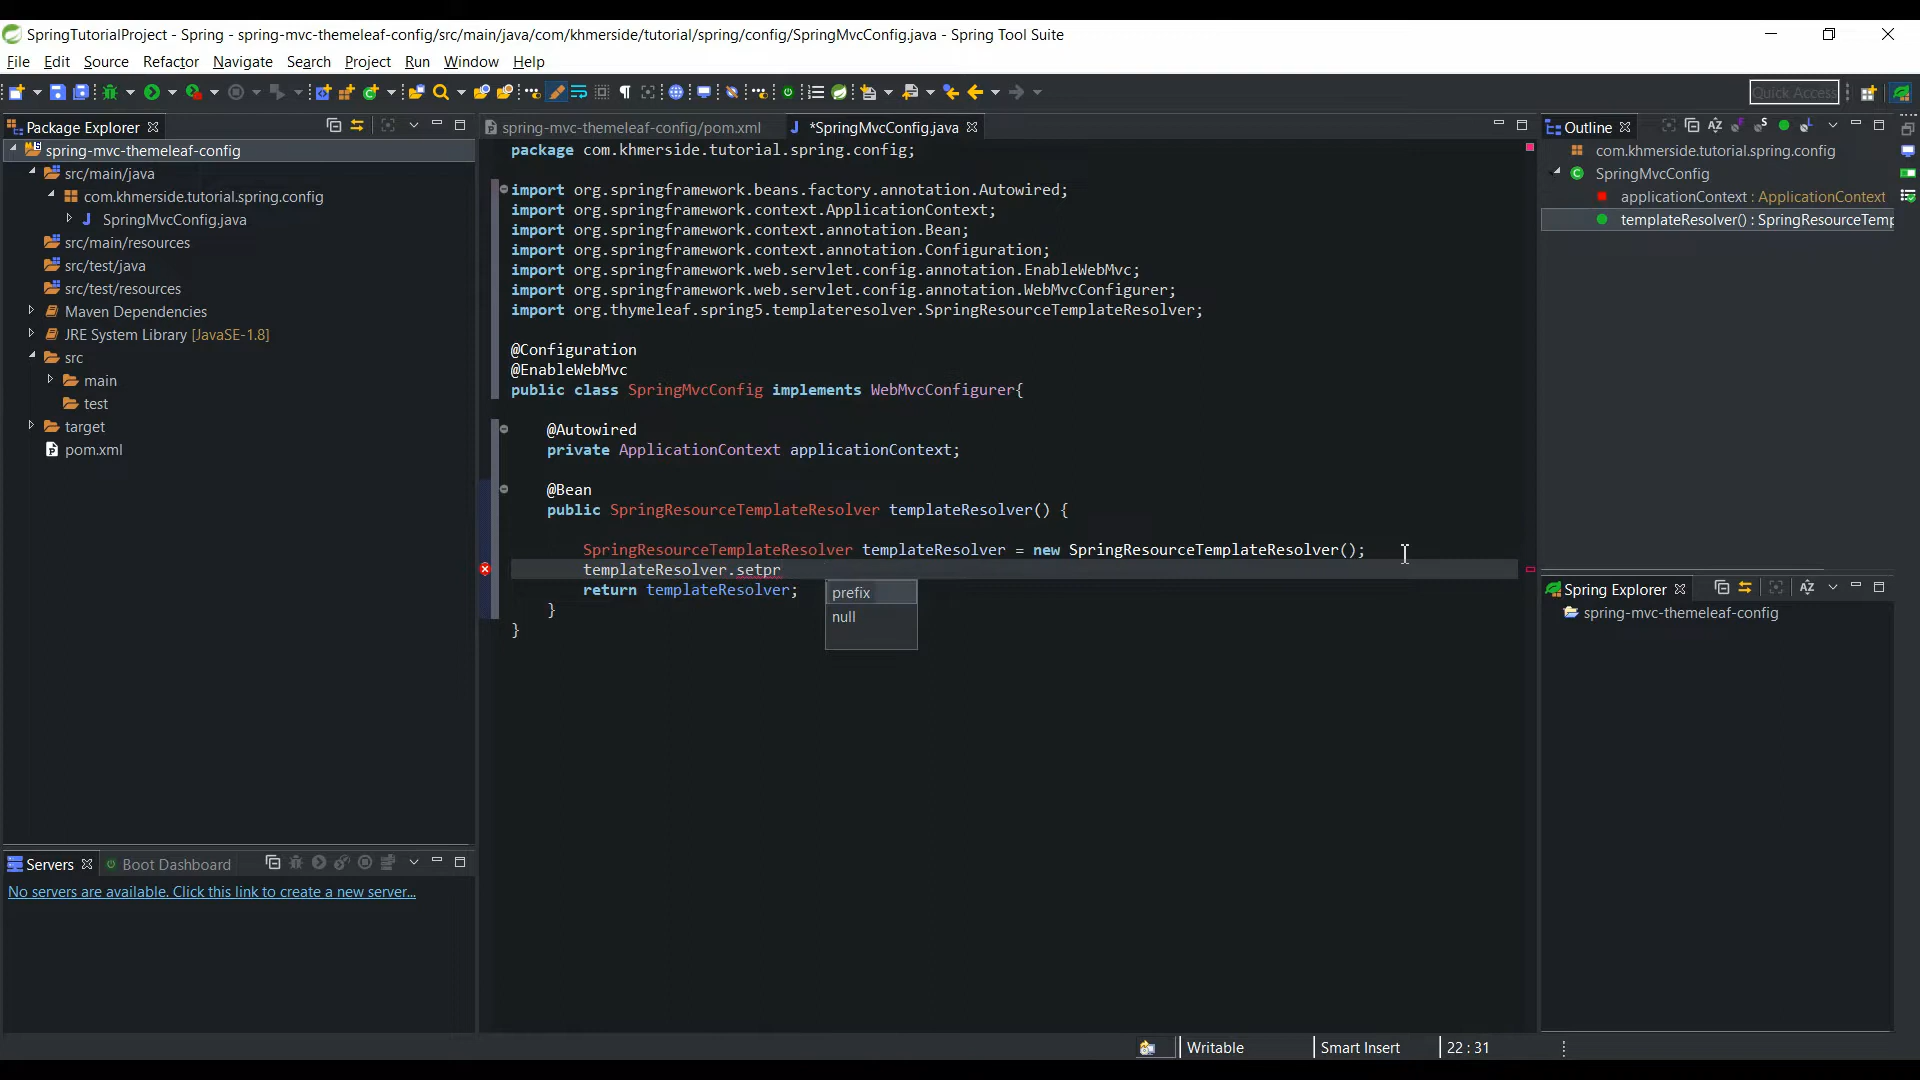 SpringTutorialProject - Spring - spring-mvc-themeleaf-config/src/main/java/com/khmerside/tutorial/spring/config/SpringMvcConfig.java - Spring Tool Suite
File Edit Source Refactor Navigate Search Project Run Window Help
Quick Access
Package Explorer
spring-mvc-themeleaf-config
src/main/java
com.khmerside.tutorial.spring.config
SpringMvcConfig.java
src/main/resources
src/test/java
src/test/resources
Maven Dependencies
JRE System Library [JavaSE-1.8]
src
main
test
target
pom.xml
Servers
Boot Dashboard
No servers are available. Click this link to create a new server...
spring-mvc-themeleaf-config/pom.xml
*SpringMvcConfig.java
package com.khmerside.tutorial.spring.config;
import org.springframework.beans.factory.annotation.Autowired;
import org.springframework.context.ApplicationContext;
import org.springframework.context.annotation.Bean;
import org.springframework.context.annotation.Configuration;
import org.springframework.web.servlet.config.annotation.EnableWebMvc;
import org.springframework.web.servlet.config.annotation.WebMvcConfigurer;
import org.thymeleaf.spring5.templateresolver.SpringResourceTemplateResolver;
@Configuration
@EnableWebMvc
public class SpringMvcConfig implements WebMvcConfigurer{
@Autowired
private ApplicationContext applicationContext;
@Bean
public SpringResourceTemplateResolver templateResolver() {
SpringResourceTemplateResolver templateResolver = new SpringResourceTemplateResolver();
templateResolver.setpr
return templateResolver;
}
}
prefix
null
Outline
com.khmerside.tutorial.spring.config
SpringMvcConfig
applicationContext : ApplicationContext
templateResolver() : SpringResourceTemp
Spring Explorer
spring-mvc-themeleaf-config
Writable
Smart Insert
22 : 31